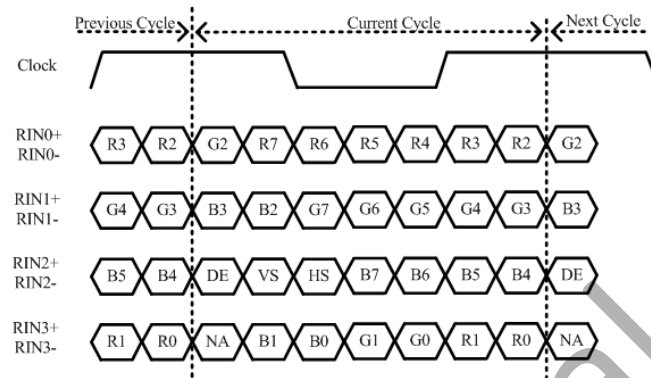 Previous Cycle Current Cycle Next Cycle
Clock
RIN0+
RIN0-
R3 R2 G2 R7 R6 R5 R4 R3 R2 G2
RIN1+
RIN1-
G4 G3 B3 B2 G7 G6 G5 G4 G3 B3
RIN2+
RIN2-
B5 B4 DE VS HS B7 B6 B5 B4 DE
RIN3+
RIN3-
R1 R0 NA B1 B0 G1 G0 R1 R0 NA